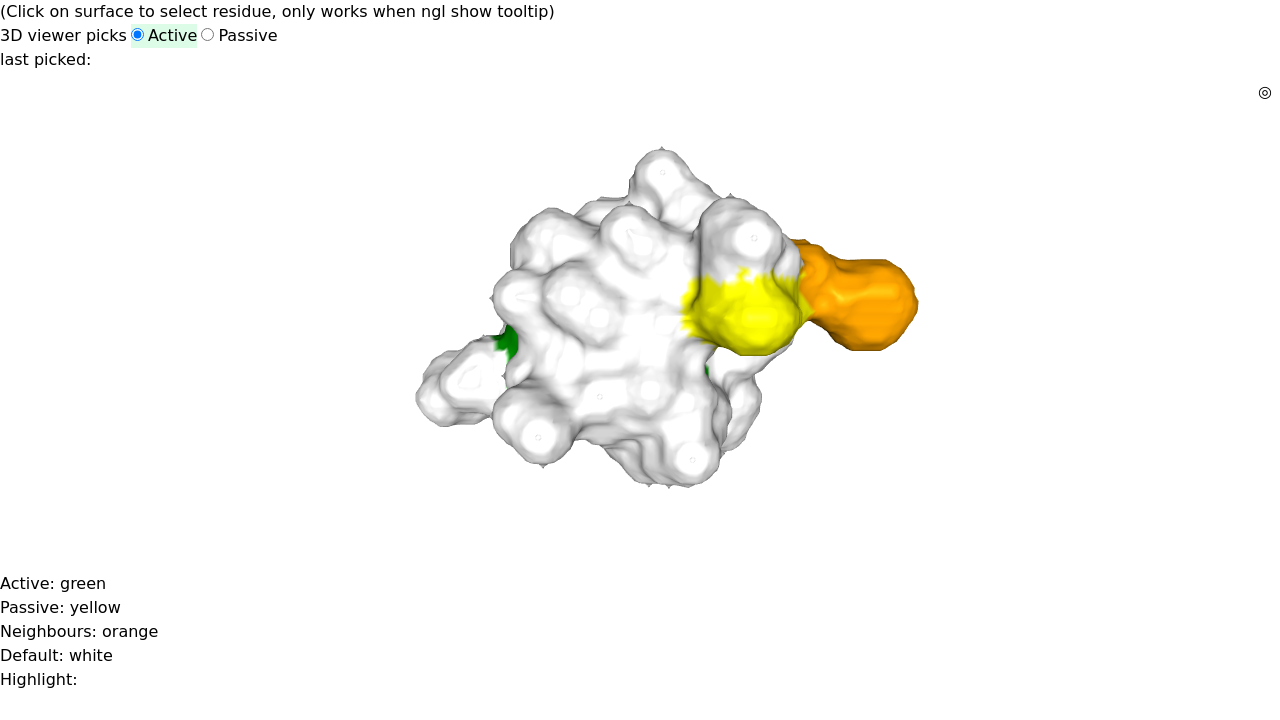 (Click on surface to select residue, only works when ngl show tooltip)
3D viewer picks Active Passive
last picked:
Active: green
Passive: yellow
Neighbours: orange
Default: white
Highlight: